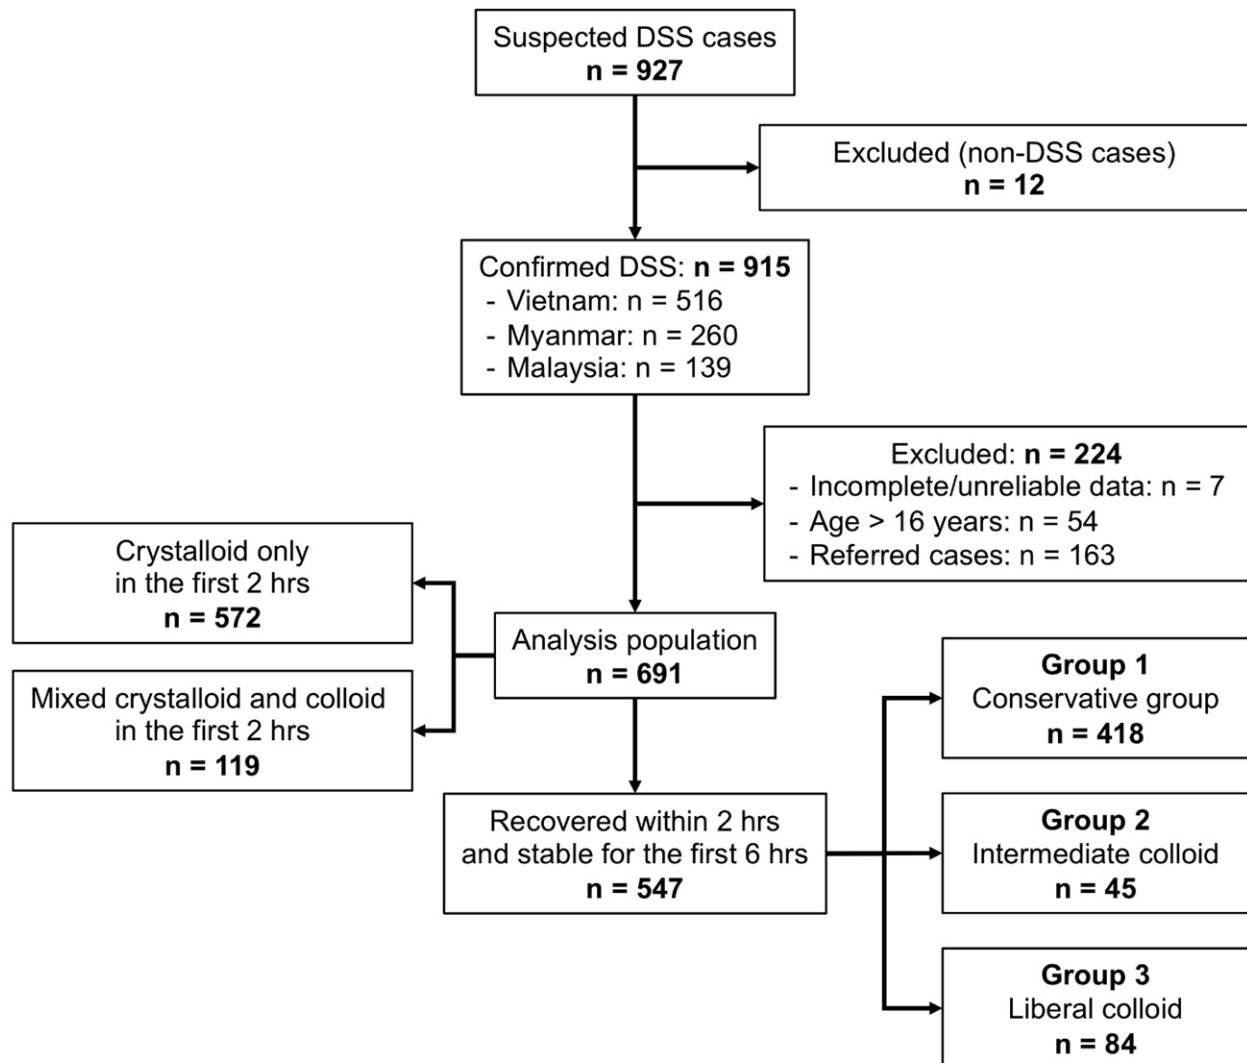 Suspected DSS cases
n = 927
Excluded (non-DSS cases)
n = 12
Confirmed DSS: n = 915
- Vietnam: n = 516
- Myanmar: n = 260
- Malaysia: n = 139
Excluded: n = 224
- Incomplete/unreliable data: n = 7
- Age > 16 years: n = 54
- Referred cases: n = 163
Crystalloid only
in the first 2 hrs
n = 572
Mixed crystalloid and colloid
in the first 2 hrs
n = 119
Analysis population
n = 691
Recovered within 2 hrs
and stable for the first 6 hrs
n = 547
Group 1
Conservative group
n = 418
Group 2
Intermediate colloid
n = 45
Group 3
Liberal colloid
n = 84